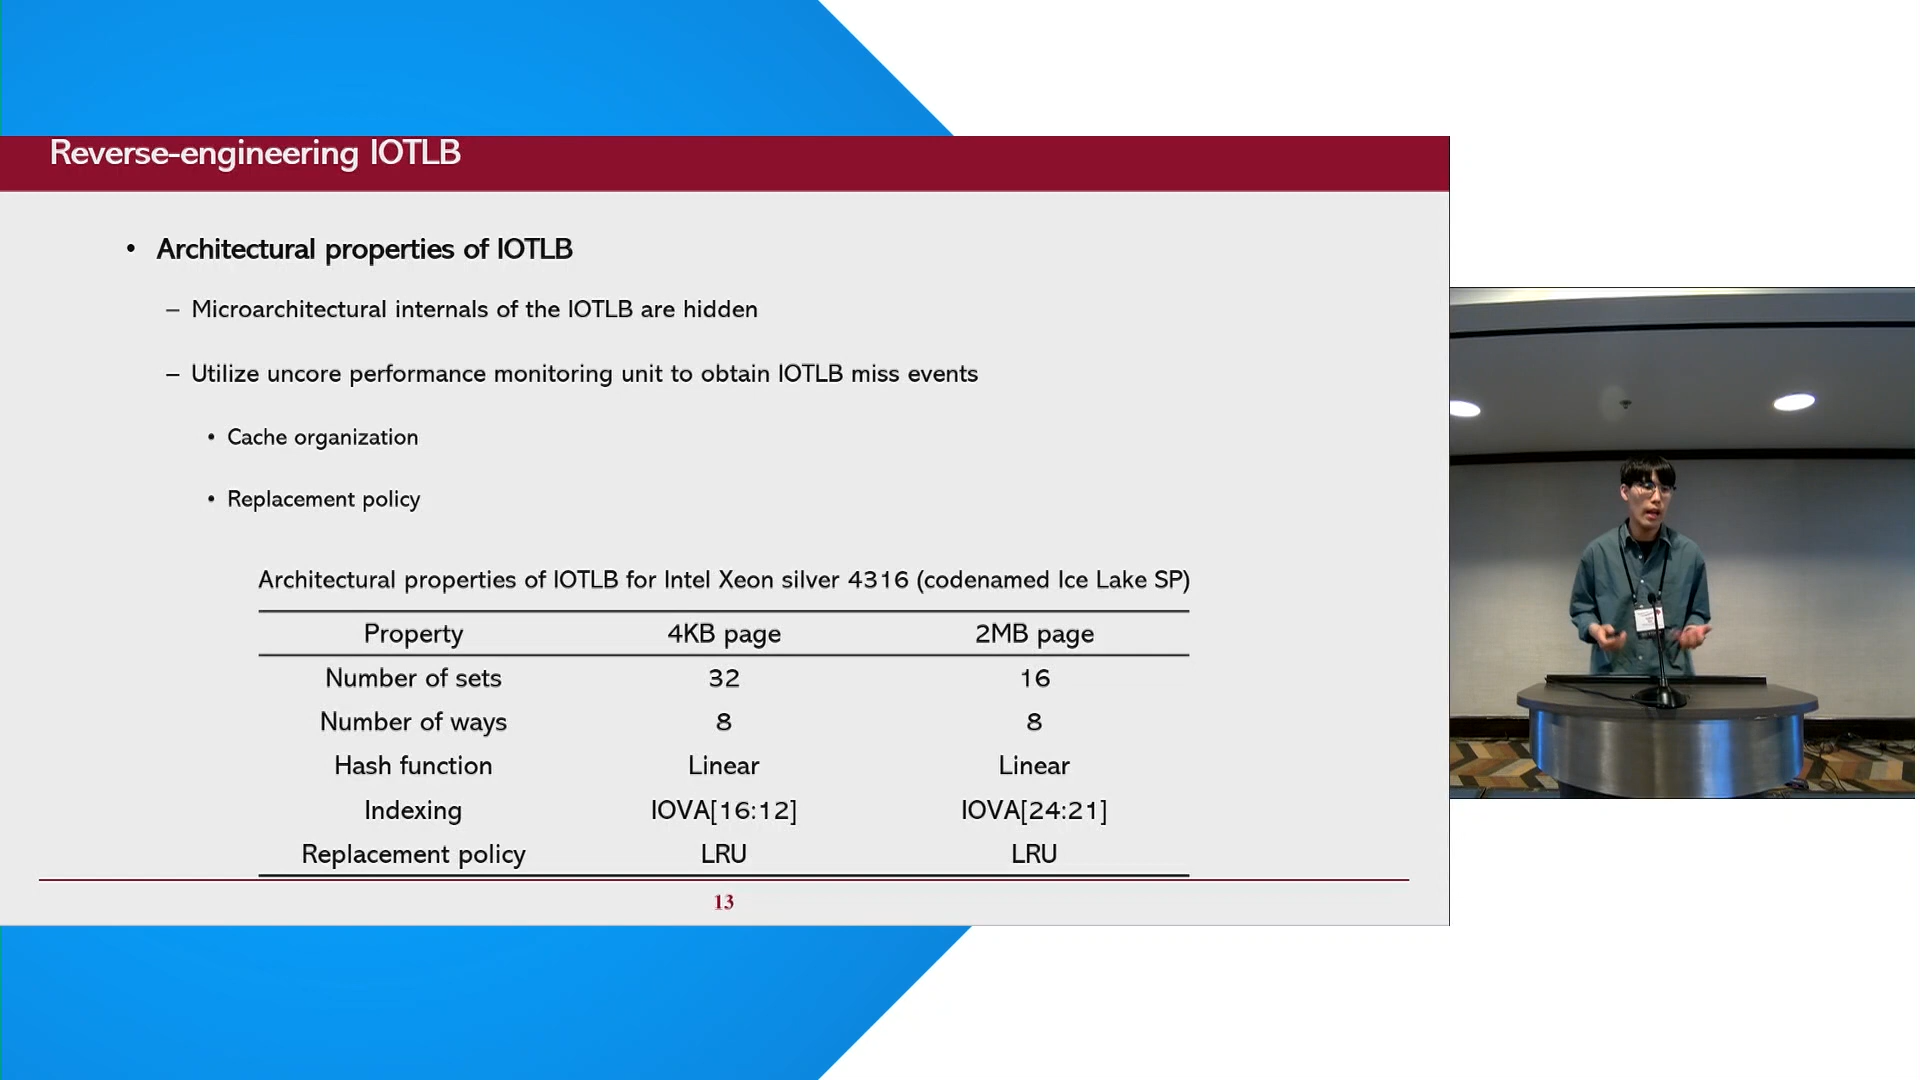 Reverse-engineering IOTLB
• Architectural properties of IOTLB
– Microarchitectural internals of the IOTLB are hidden
– Utilize uncore performance monitoring unit to obtain IOTLB miss events
• Cache organization
• Replacement policy
Architectural properties of IOTLB for Intel Xeon silver 4316 (codenamed Ice Lake SP)
Property 4KB page 2MB page
Number of sets 32 16
Number of ways 8 8
Hash function Linear Linear
Indexing IOVA[16:12] IOVA[24:21]
Replacement policy LRU LRU
13